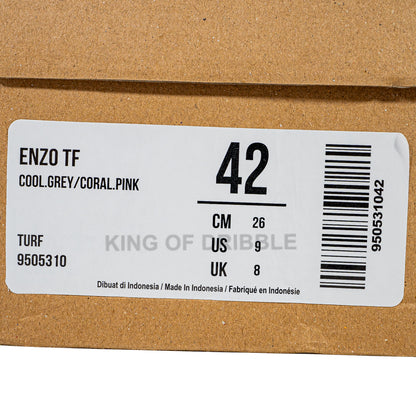 ENZO TF
COOL.GREY/CORAL.PINK
42
CM 26
US 9
UK 8
KING OF DRIBBLE
TURF
9505310
Dibuat di Indonesia / Made In Indonesia / Fabriqué en Indonésie
950531042